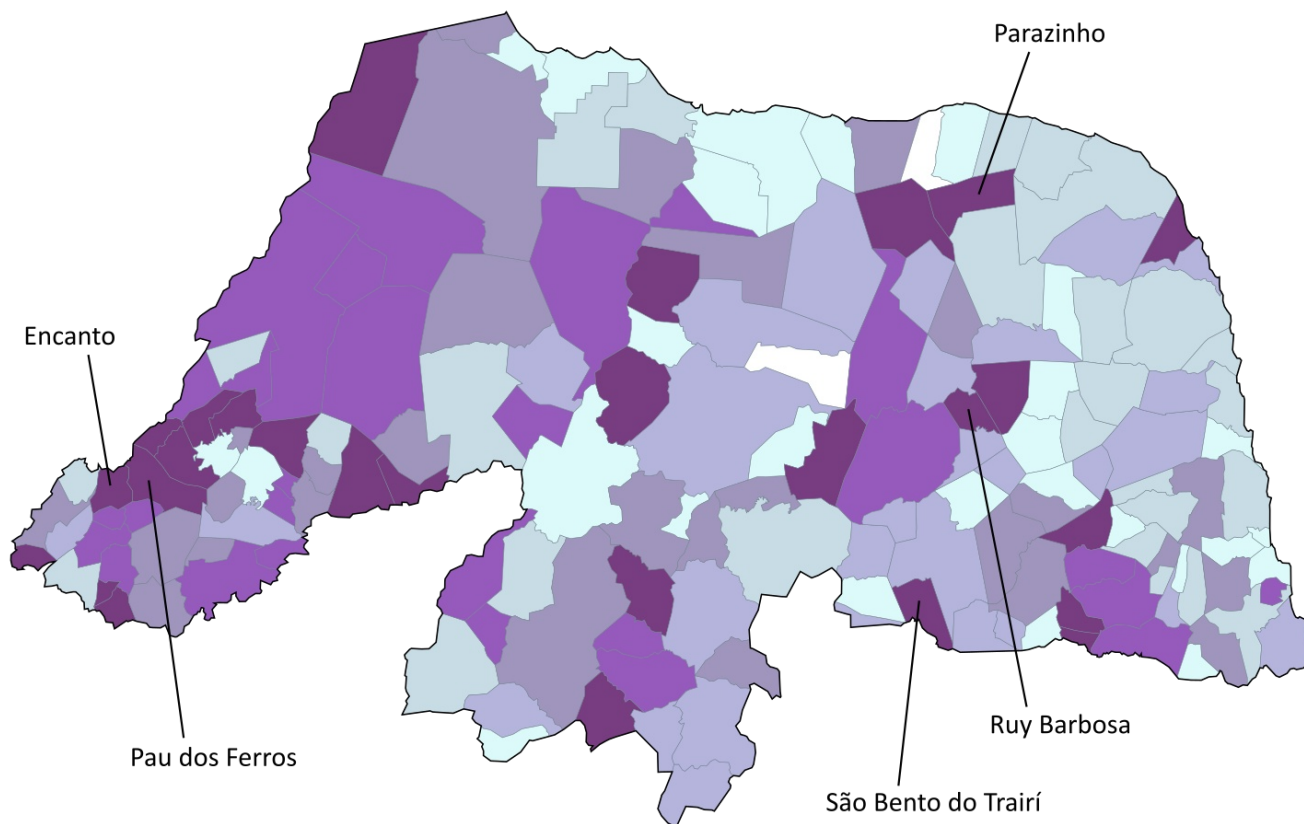 Parazinho
Encanto
Pau dos Ferros
Ruy Barbosa
São Bento do Trairí